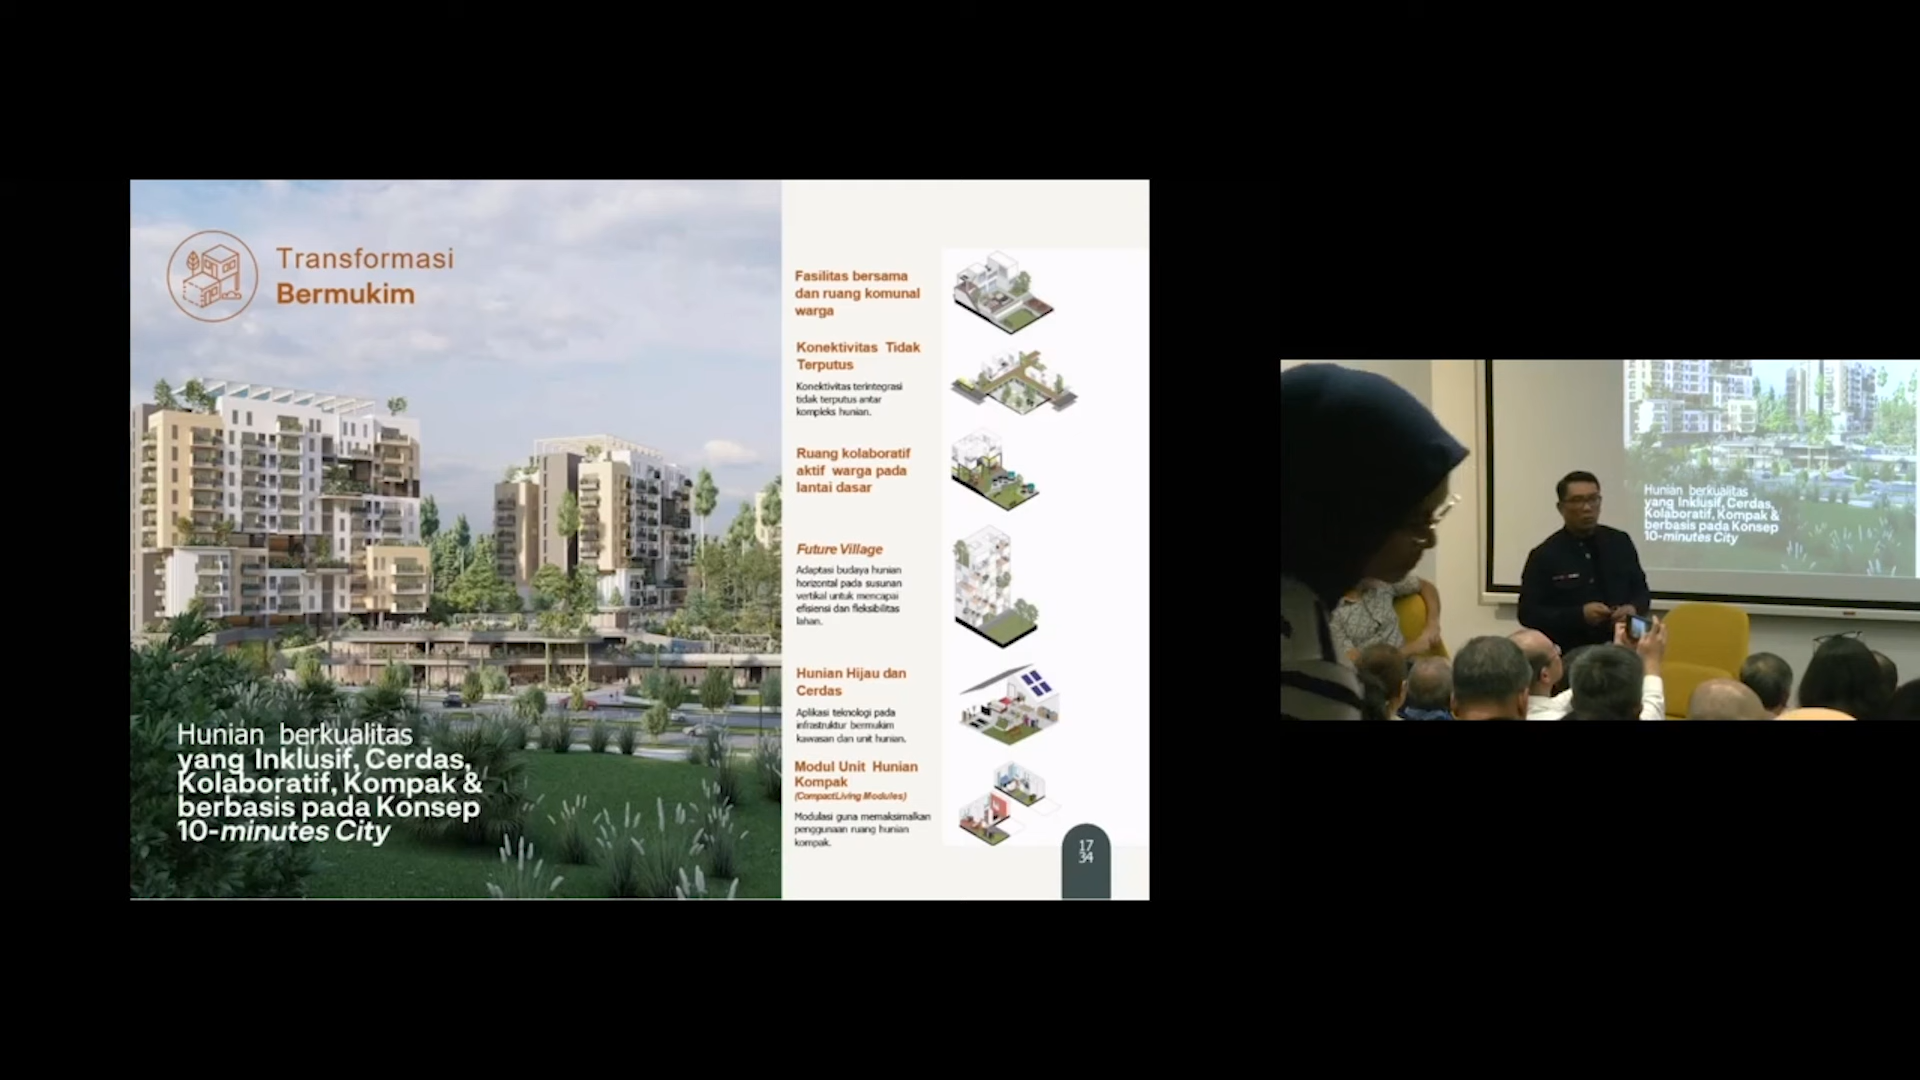 Transformasi
Bermukim
Hunian berkualitas
yang Inklusif, Cerdas,
Kolaboratif, Kompak &
berbasis pada Konsep
10-minutes City
Fasilitas bersama
dan ruang komunal
warga
Konektivitas Tidak
Terputus
Konektivitas terintegrasi
tidak terputus antar
kompleks hunian.
Ruang kolaboratif
aktif warga pada
lantai dasar
Future Village
Adaptasi budaya hunian
horizontal pada susunan
vertikal untuk mencapai
efisiensi dan fleksibilitas
lahan.
Hunian Hijau dan
Cerdas
Aplikasi teknologi pada
infrastruktur bermukim
kawasan dan unit hunian.
Modul Unit Hunian
Kompak
(Compact Living Modules)
Modulasi guna memaksimalkan
penggunaan ruang hunian
kompak.
17
34
Hunian berkualitas
yang Inklusif, Cerdas,
Kolaboratif, Kompak &
berbasis pada Konsep
10-minutes City